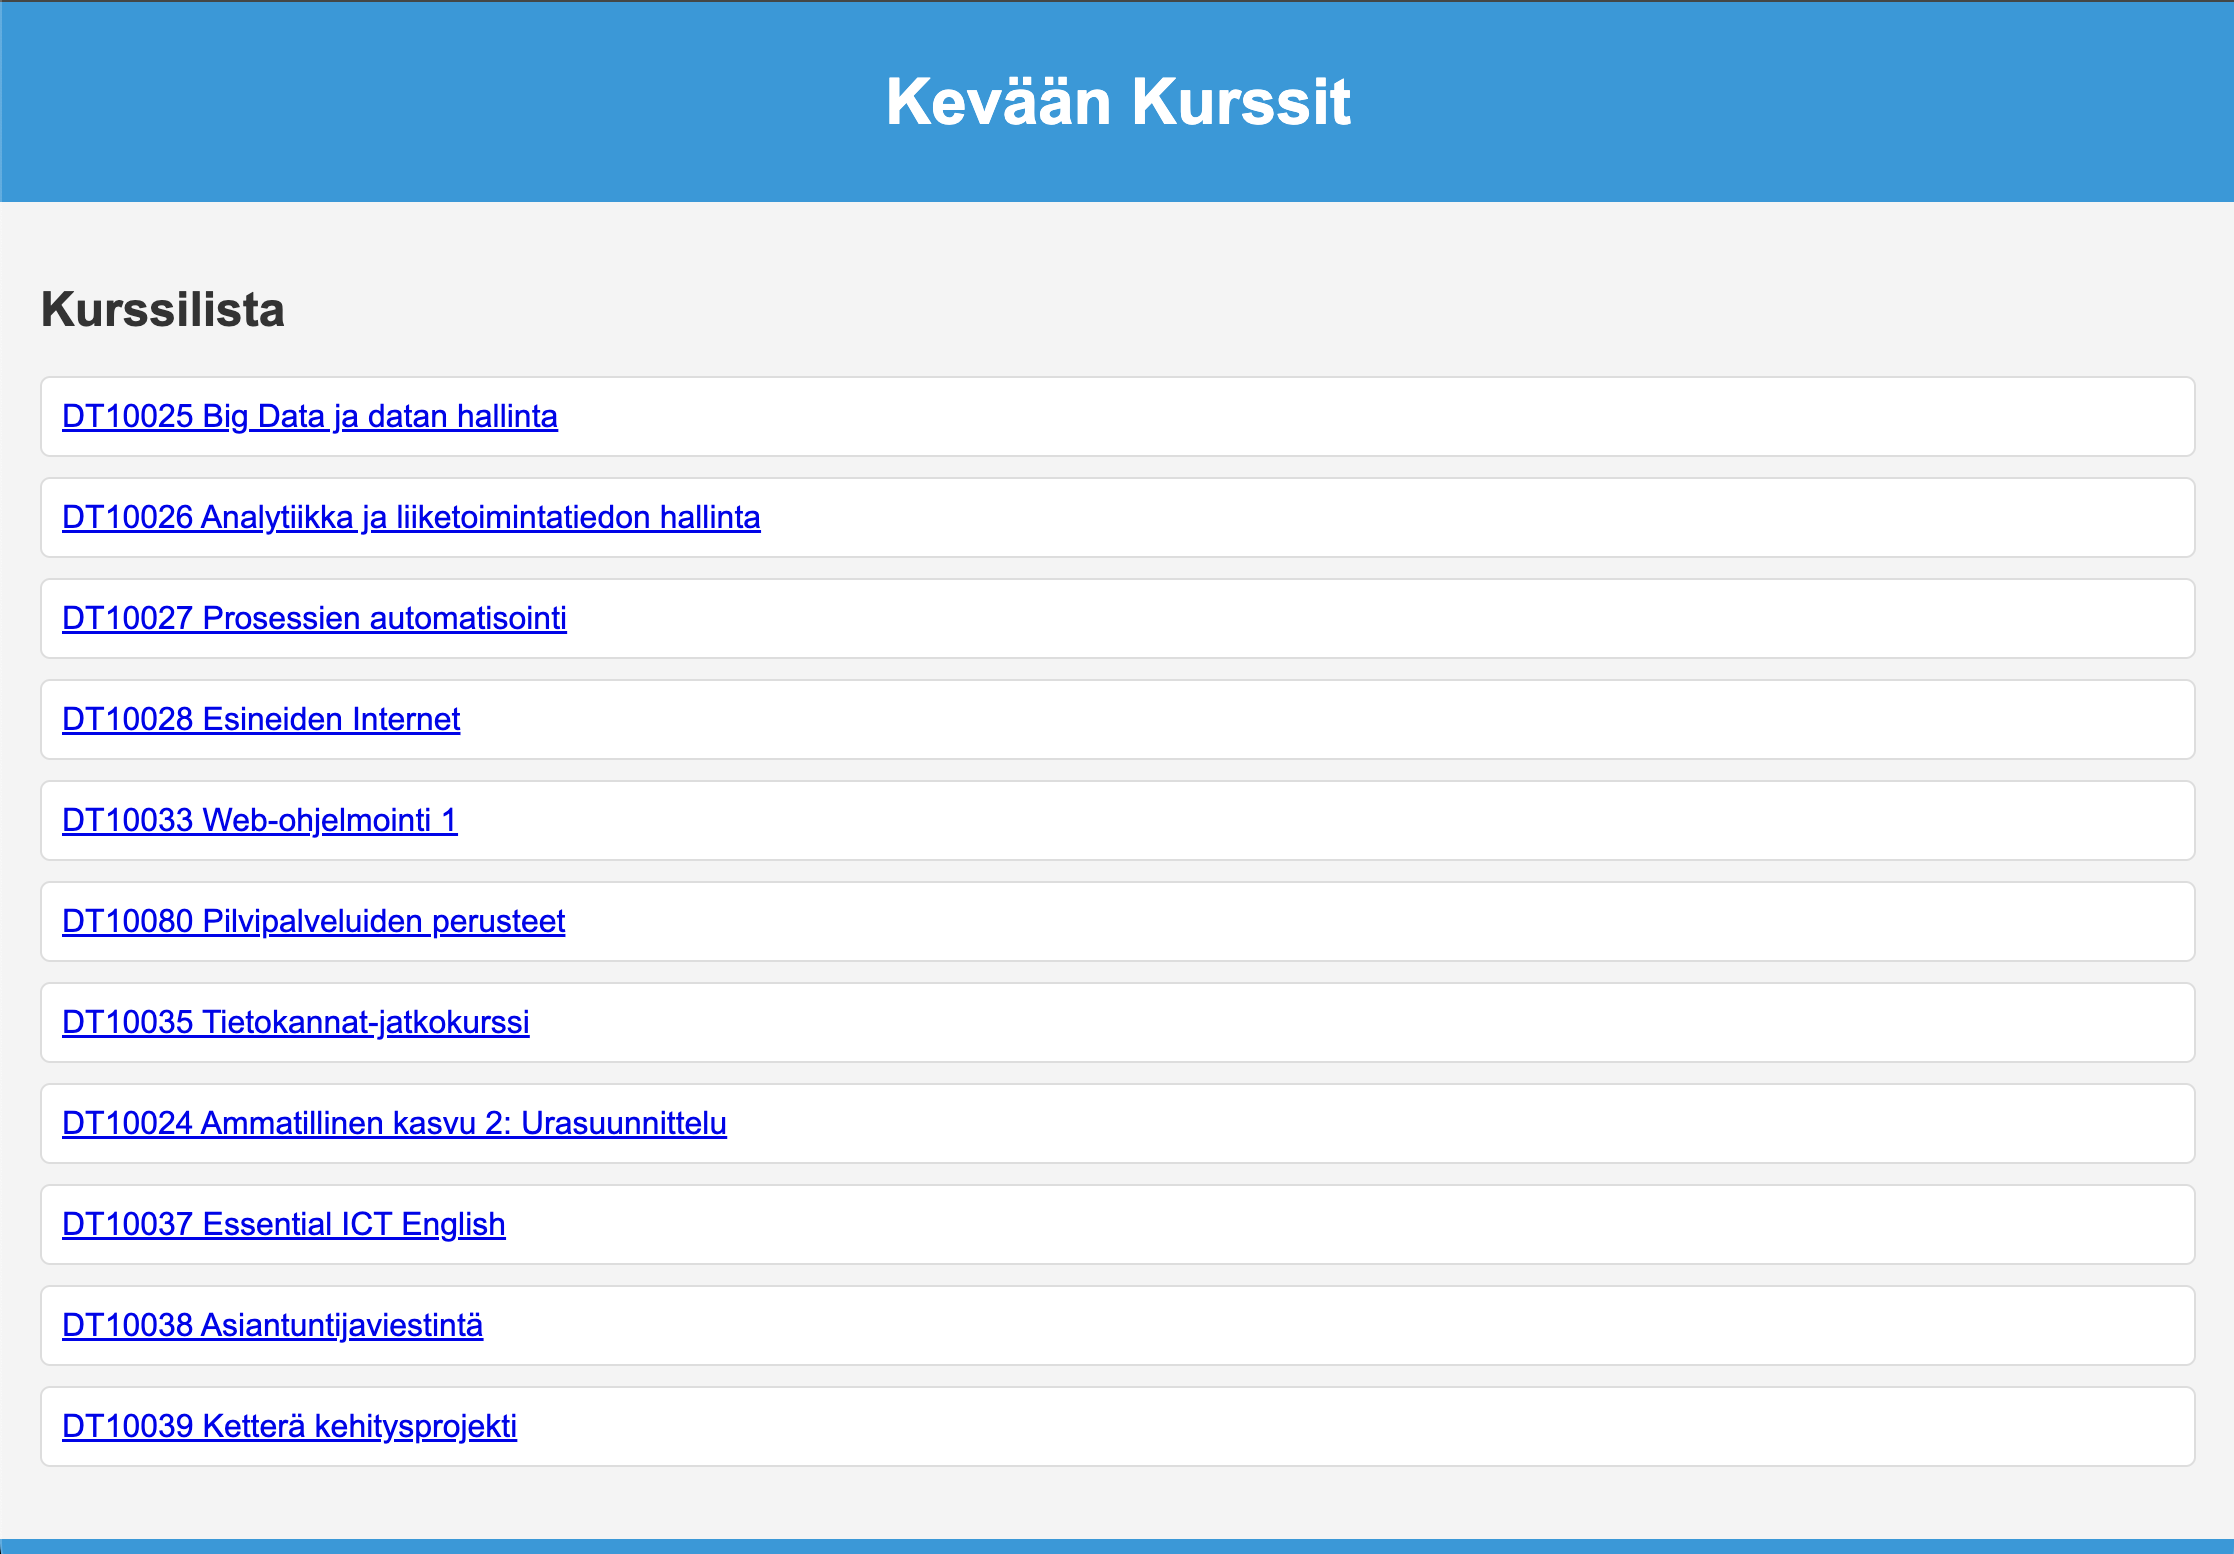 Kevään Kurssit
Kurssilista
DT10025 Big Data ja datan hallinta
DT10026 Analytiikka ja liiketoimintatiedon hallinta
DT10027 Prosessien automatisointi
DT10028 Esineiden Internet
DT10033 Web-ohjelmointi 1
DT10080 Pilvipalveluiden perusteet
DT10035 Tietokannat-jatkokurssi
DT10024 Ammatillinen kasvu 2: Urasuunnittelu
DT10037 Essential ICT English
DT10038 Asiantuntijaviestintä
DT10039 Ketterä kehitysprojekti